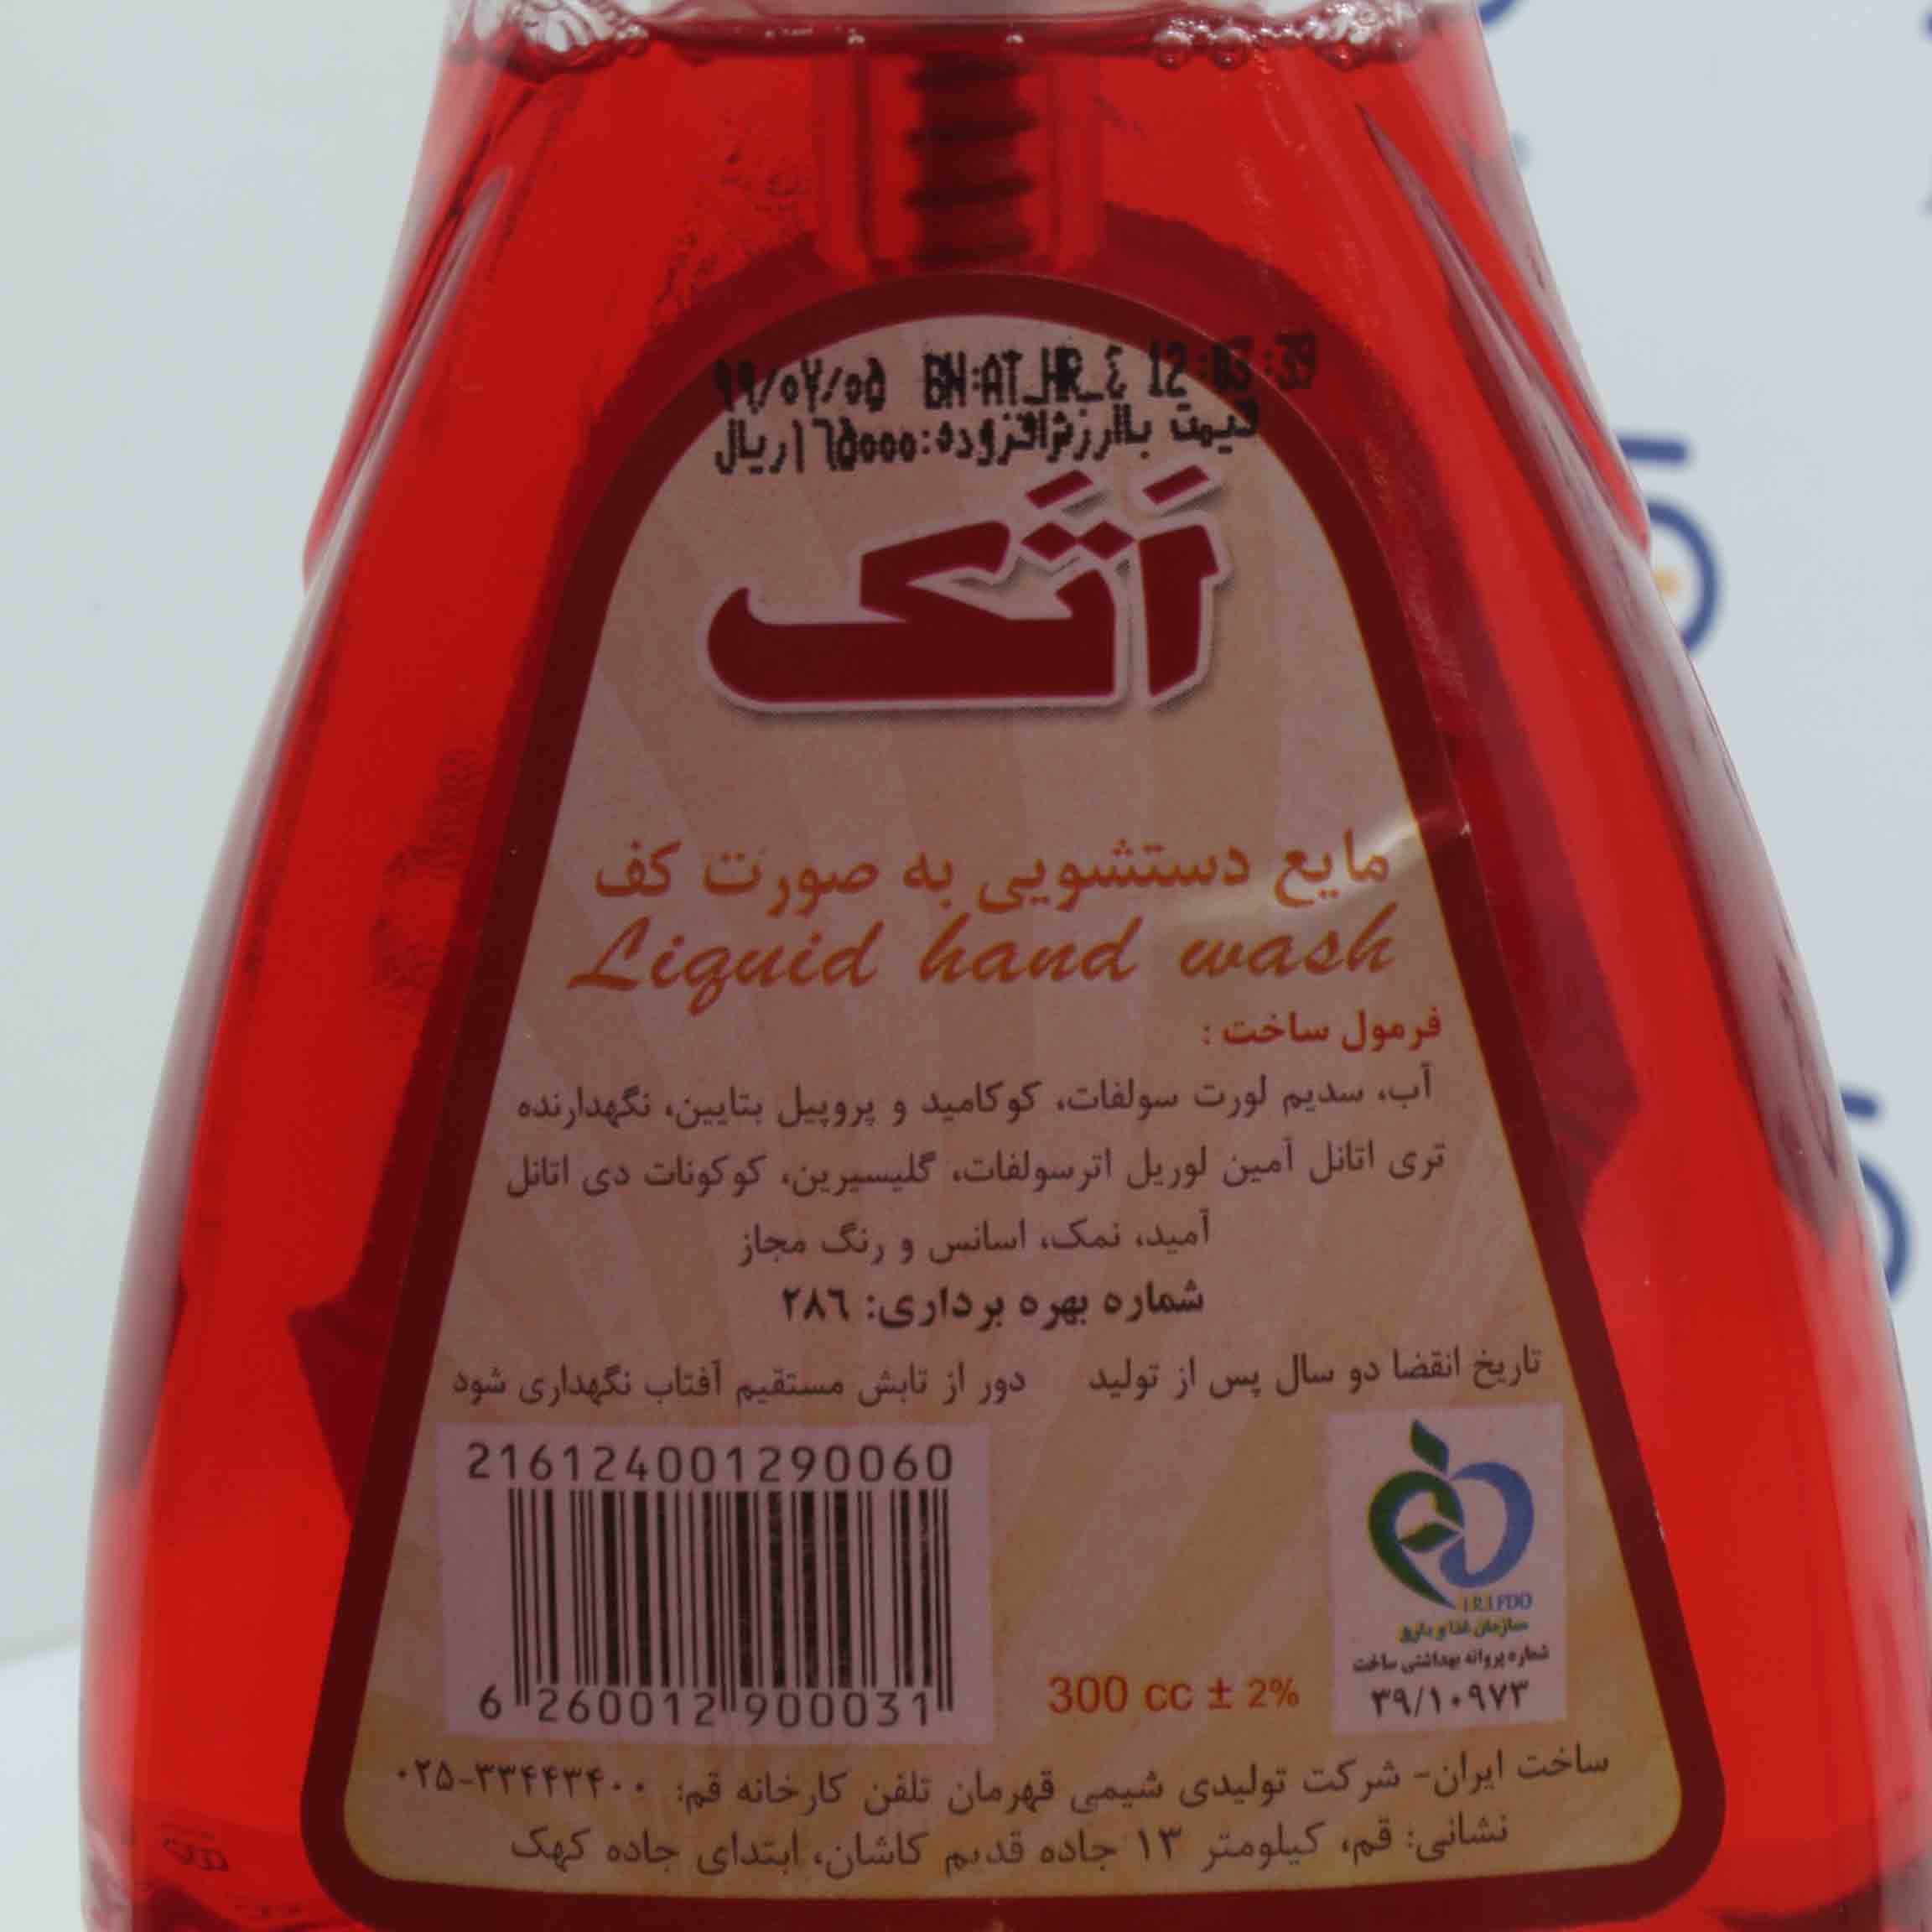 ۹۹/۰۷/۰۵ BN:AT_HR_4 12:03:39
قیمت باارزش‌افزوده:۱۶۵۰۰۰ریال
اَتَک
مایع دستشویی به صورت کف
Liquid hand wash
فرمول ساخت :
آب، سدیم لورت سولفات، کوکامید و پروپیل بتایین، نگهدارنده
تری اتانل آمین لوریل اترسولفات، گلیسیرین، کوکونات دی اتانل
آمید، نمک، اسانس و رنگ مجاز
شماره بهره برداری: ۲۸۶
تاریخ انقضا دو سال پس از تولید دور از تابش مستقیم آفتاب نگهداری شود
216124001290060
6 260012 900031
300 cc ± 2%
I.R.I.FDO
سازمان غذا و دارو
شماره پروانه بهداشتی ساخت
۳۹/۱۰۹۷۳
ساخت ایران- شرکت تولیدی شیمی قهرمان تلفن کارخانه قم: ۰۲۵-۳۳۴۴۳۴۰۰
نشانی: قم، کیلومتر ۱۳ جاده قدیم کاشان، ابتدای جاده کهک